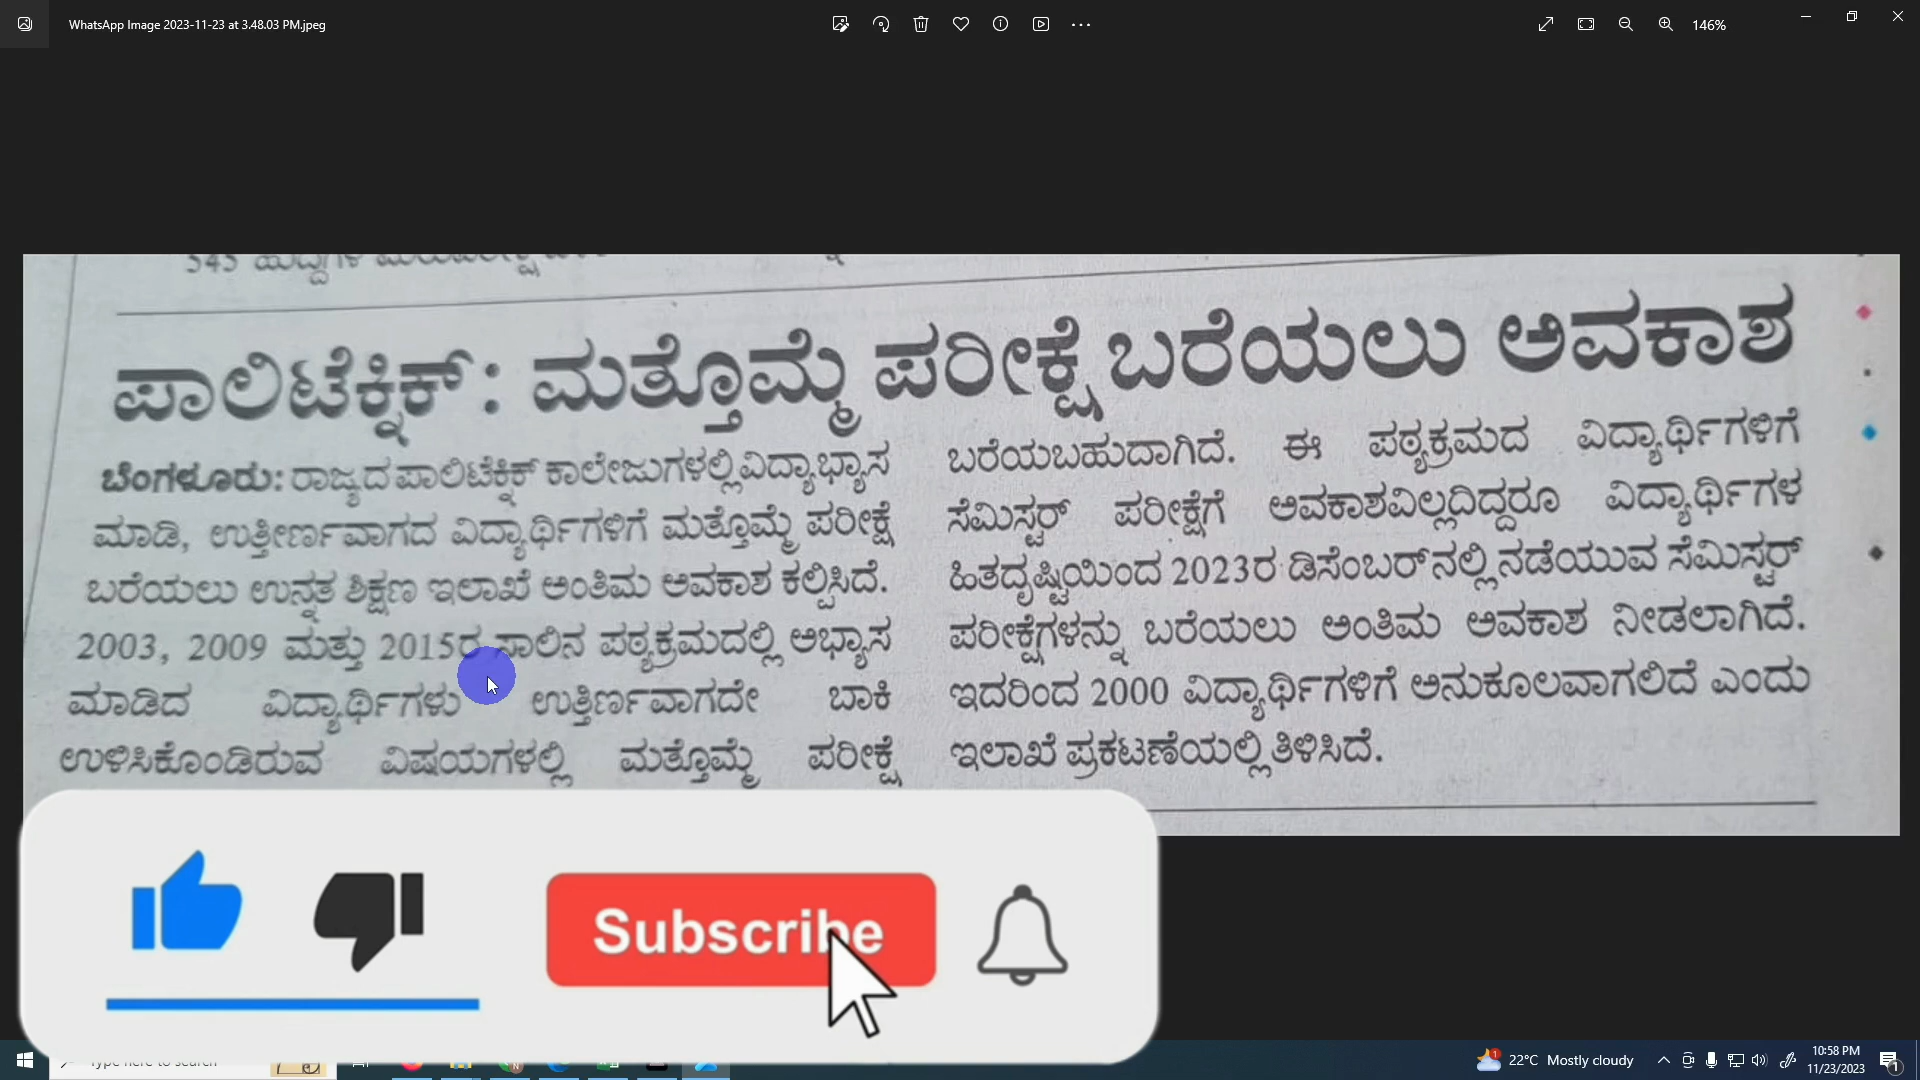 WhatsApp Image 2023-11-23 at 3.48.03 PM.jpeg
146%
ಪಾಲಿಟೆಕ್ನಿಕ್: ಮತ್ತೊಮ್ಮೆ ಪರೀಕ್ಷೆ ಬರೆಯಲು ಅವಕಾಶ
ಬೆಂಗಳೂರು: ರಾಜ್ಯದ ಪಾಲಿಟೆಕ್ನಿಕ್ ಕಾಲೇಜುಗಳಲ್ಲಿ ವಿದ್ಯಾಭ್ಯಾಸ
ಮಾಡಿ, ಉತ್ತೀರ್ಣವಾಗದ ವಿದ್ಯಾರ್ಥಿಗಳಿಗೆ ಮತ್ತೊಮ್ಮೆ ಪರೀಕ್ಷೆ
ಬರೆಯಲು ಉನ್ನತ ಶಿಕ್ಷಣ ಇಲಾಖೆ ಅಂತಿಮ ಅವಕಾಶ ಕಲ್ಪಿಸಿದೆ.
2003, 2009 ಮತ್ತು 2015ರ ಸಾಲಿನ ಪಠ್ಯಕ್ರಮದಲ್ಲಿ ಅಭ್ಯಾಸ
ಮಾಡಿದ ವಿದ್ಯಾರ್ಥಿಗಳು ಉತ್ತಿರ್ಣವಾಗದೇ ಬಾಕಿ
ಉಳಿಸಿಕೊಂಡಿರುವ ವಿಷಯಗಳಲ್ಲಿ ಮತ್ತೊಮ್ಮೆ ಪರೀಕ್ಷೆ
ಬರೆಯಬಹುದಾಗಿದೆ. ಈ ಪಠ್ಯಕ್ರಮದ ವಿದ್ಯಾರ್ಥಿಗಳಿಗೆ
ಸೆಮಿಸ್ಟರ್ ಪರೀಕ್ಷೆಗೆ ಅವಕಾಶವಿಲ್ಲದಿದ್ದರೂ ವಿದ್ಯಾರ್ಥಿಗಳ
ಹಿತದೃಷ್ಟಿಯಿಂದ 2023ರ ಡಿಸೆಂಬರ್‌ನಲ್ಲಿ ನಡೆಯುವ ಸೆಮಿಸ್ಟರ್
ಪರೀಕ್ಷೆಗಳನ್ನು ಬರೆಯಲು ಅಂತಿಮ ಅವಕಾಶ ನೀಡಲಾಗಿದೆ.
ಇದರಿಂದ 2000 ವಿದ್ಯಾರ್ಥಿಗಳಿಗೆ ಅನುಕೂಲವಾಗಲಿದೆ ಎಂದು
ಇಲಾಖೆ ಪ್ರಕಟಣೆಯಲ್ಲಿ ತಿಳಿಸಿದೆ.
Subscribe
22°C Mostly cloudy
10:58 PM
11/23/2023